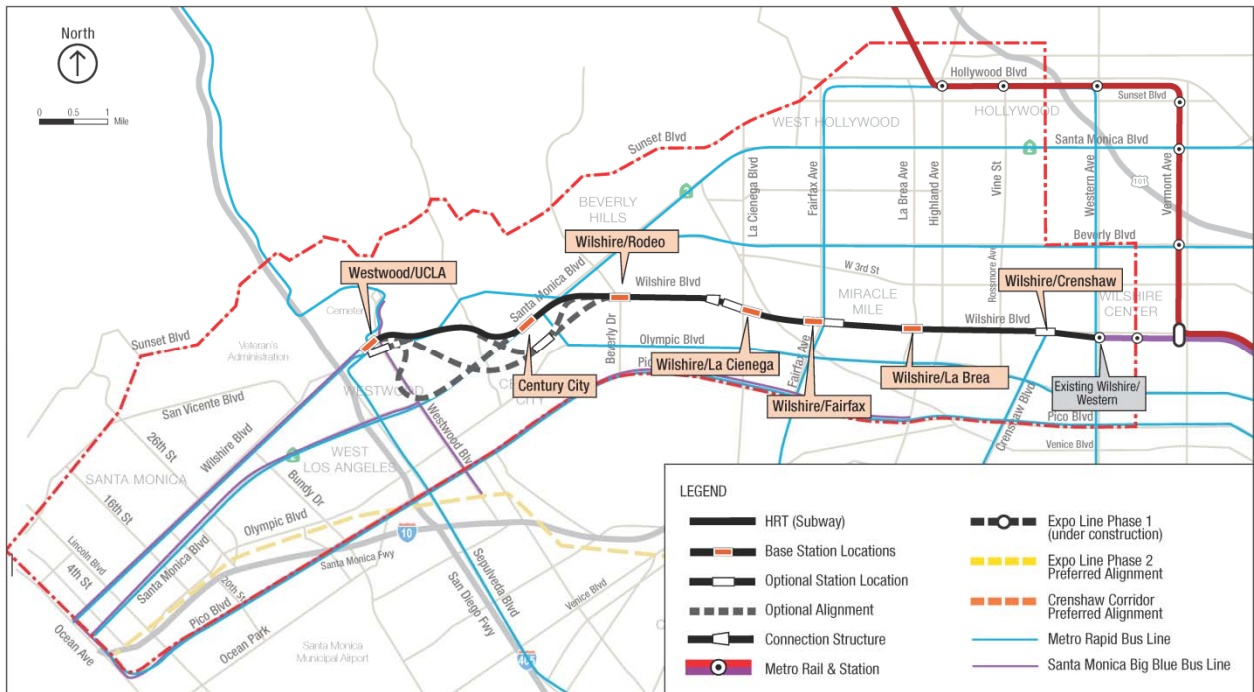 North
0 0.5 1
Mile
Hollywood Blvd
Sunset Blvd
HOLLYWOOD
WEST HOLLYWOOD
Santa Monica Blvd
Sunset Blvd
La Cienega Blvd
Fairfax Ave
La Brea Ave
Highland Ave
Vine St
Western Ave
Vermont Ave
101
2
BEVERLY HILLS
Beverly Blvd
Wilshire/Rodeo
W 3rd St
Rossmore Ave
Westwood/UCLA
Santa Monica Blvd
Wilshire Blvd
Wilshire/Crenshaw
MIRACLE MILE
WILSHIRE CENTER
Cemetery
Wilshire Blvd
Sunset Blvd
Veteran's Administration
Beverly Dr
Olympic Blvd
Wilshire/La Cienega
Fairfax Ave
Century City
Wilshire/Fairfax
Wilshire/La Brea
Existing Wilshire/
Western
WESTWOOD
San Vicente Blvd
Crenshaw Blvd
Pico Blvd
Venice Blvd
26th St
Wilshire Blvd
Westwood Blvd
WEST
LOS ANGELES
SANTA MONICA
16th St
Bundy Dr
Olympic Blvd
10
Lincoln Blvd
4th St
Santa Monica Blvd
20th St
Santa Monica Fwy
Sepulveda Blvd
San Diego Fwy
Venice Blvd
Pico Blvd
Ocean Ave
Ocean Park
Santa Monica
Municipal Airport
405
LEGEND
HRT (Subway)
Base Station Locations
Optional Station Location
Optional Alignment
Connection Structure
Metro Rail & Station
Expo Line Phase 1
(under construction)
Expo Line Phase 2
Preferred Alignment
Crenshaw Corridor
Preferred Alignment
Metro Rapid Bus Line
Santa Monica Big Blue Bus Line